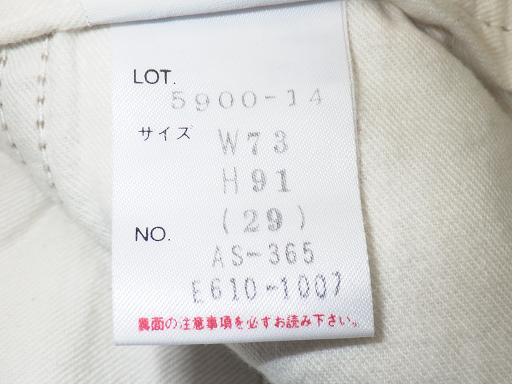 LOT.
5900-14
サイズ W73
H91
(29)
NO.
AS-365
E610-1007
裏面の注意事項を必ずお読み下さい。